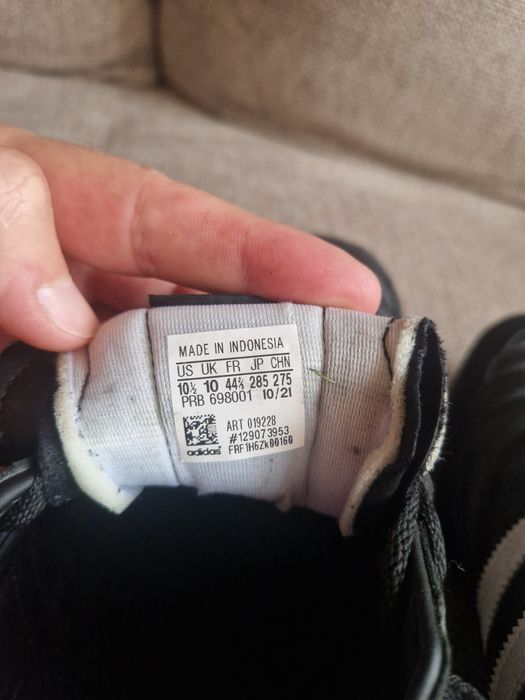 MADE IN INDONESIA
US UK FR JP CHN
10½ 10 44⅔ 285 275
PRB 698001 10/21
ART 019228
#129073953
adidas FRF1H6Zk00160